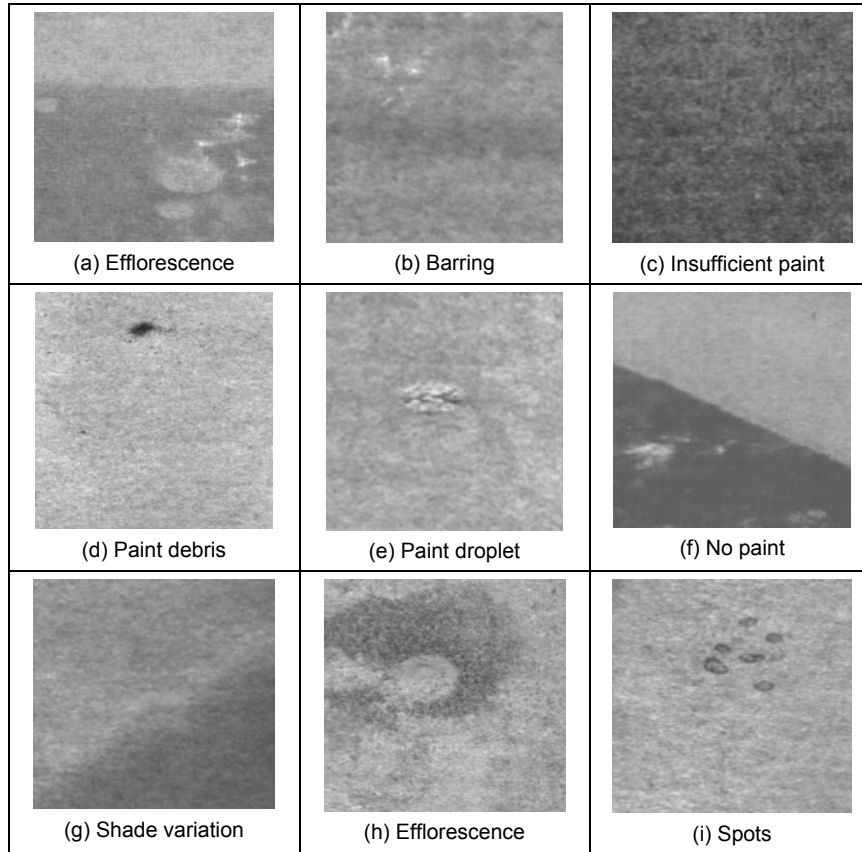 (a) Efflorescence
(b) Barring
(c) Insufficient paint
(d) Paint debris
(e) Paint droplet
(f) No paint
(g) Shade variation
(h) Efflorescence
(i) Spots